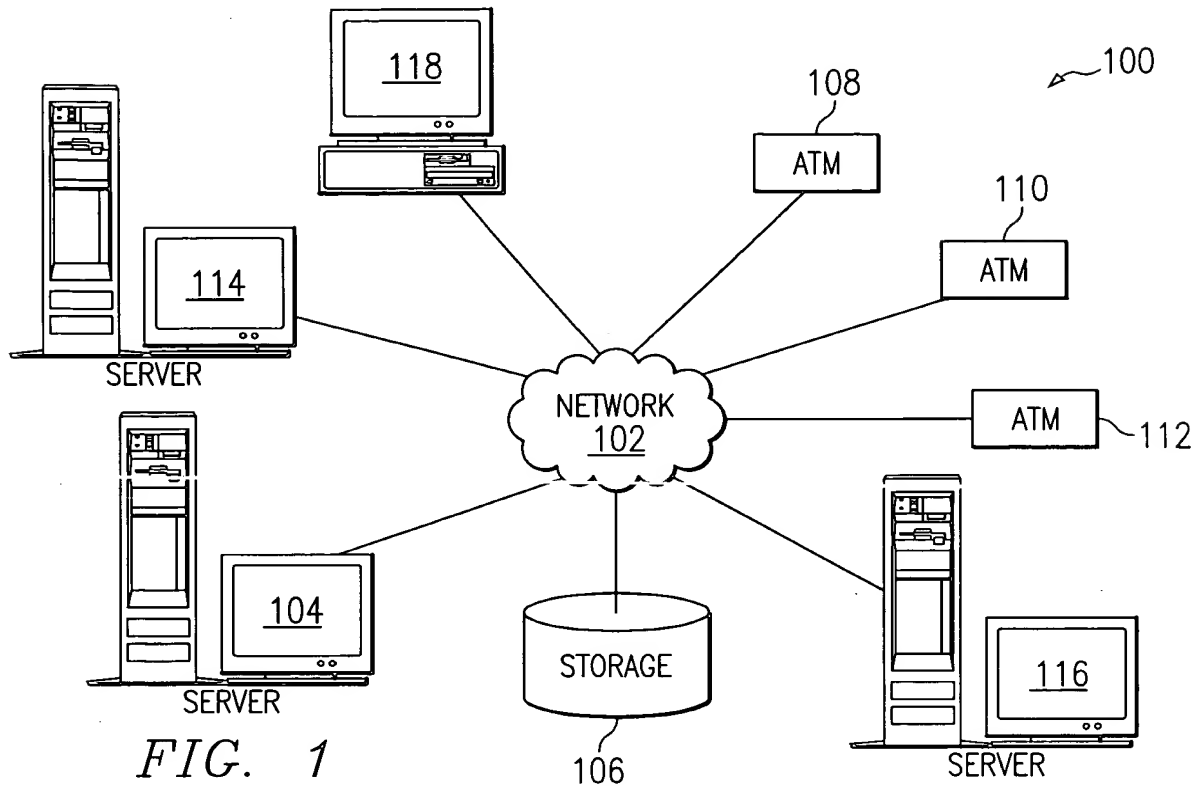 118
100
108
ATM
110
ATM
114
SERVER
NETWORK
102
ATM
112
104
SERVER
STORAGE
106
116
SERVER
FIG. 1